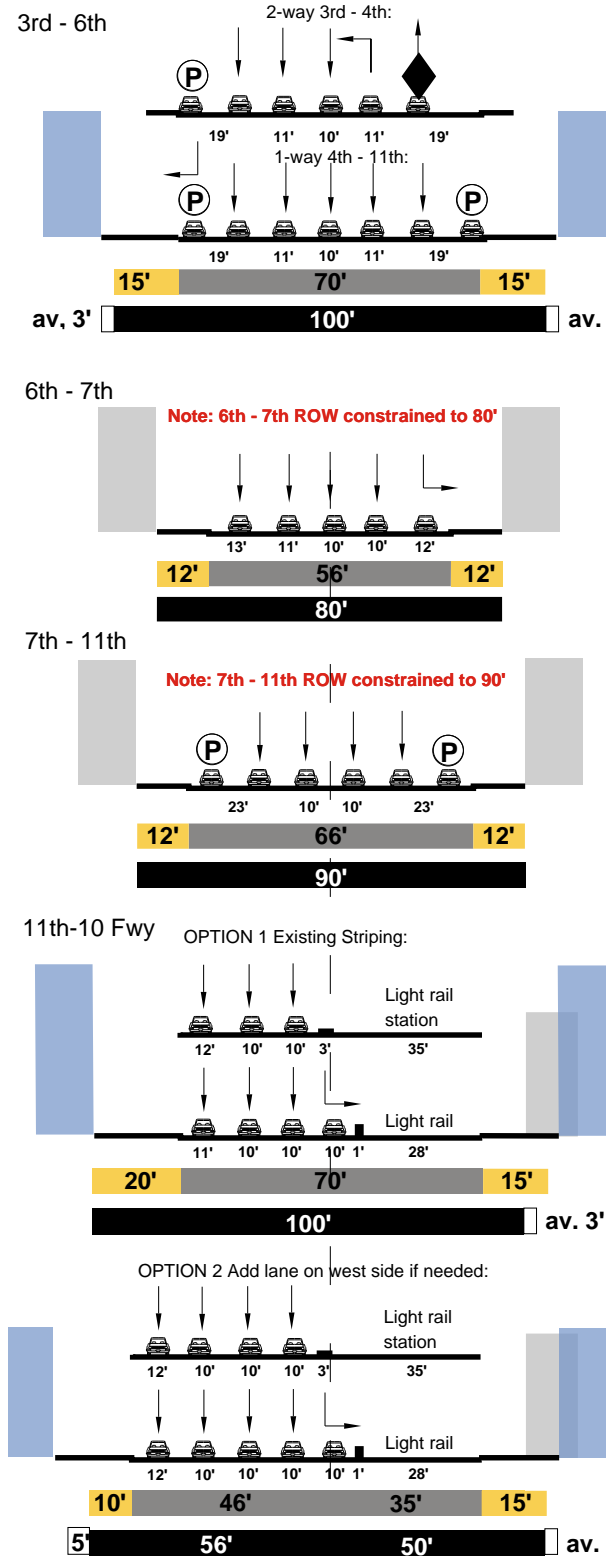 3rd - 6th
2-way 3rd - 4th:
P
19' 11' 10' 11' 19'
1-way 4th - 11th:
P P
19' 11' 10' 11' 19'
15' 70' 15'
av, 3' 100' av.
6th - 7th
Note: 6th - 7th ROW constrained to 80'
13' 11' 10' 10' 12'
12' 56' 12'
80'
7th - 11th
Note: 7th - 11th ROW constrained to 90'
P P
23' 10' 10' 23'
12' 66' 12'
90'
11th-10 Fwy
OPTION 1 Existing Striping:
Light rail
station
12' 10' 10' 3' 35'
Light rail
11' 10' 10' 10' 1' 28'
20' 70' 15'
100' av. 3'
OPTION 2 Add lane on west side if needed:
Light rail
station
12' 10' 10' 10' 3' 35'
Light rail
12' 10' 10' 10' 10' 1' 28'
10' 46' 35' 15'
5' 56' 50' av.